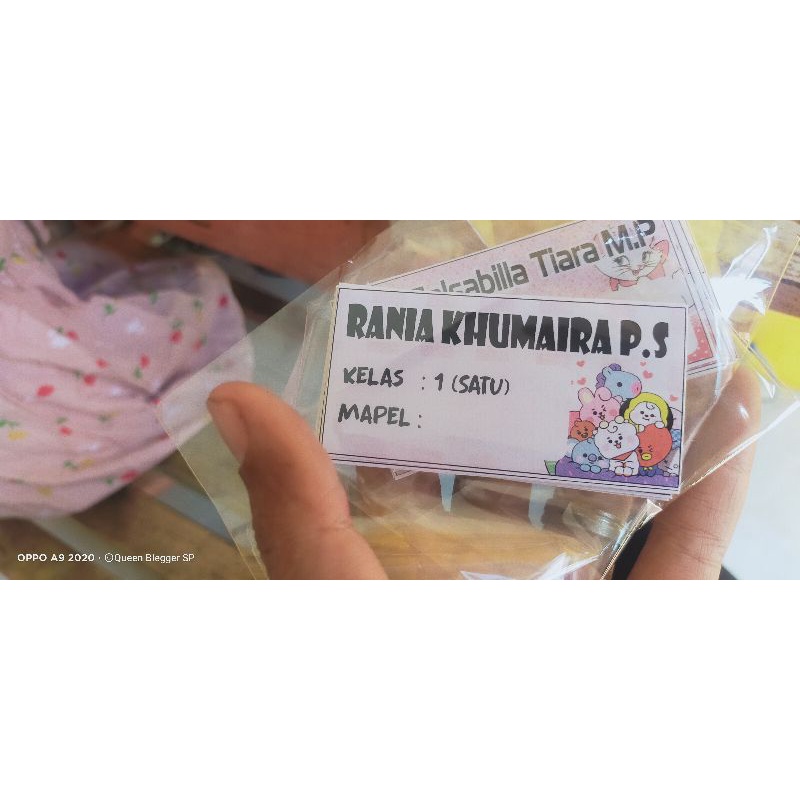 Tiara M.P
RANIA KHUMAIRA P.S
KELAS : 1 (SATU)
MAPEL :
OPPO A9 2020 · ©Queen Blegger SP